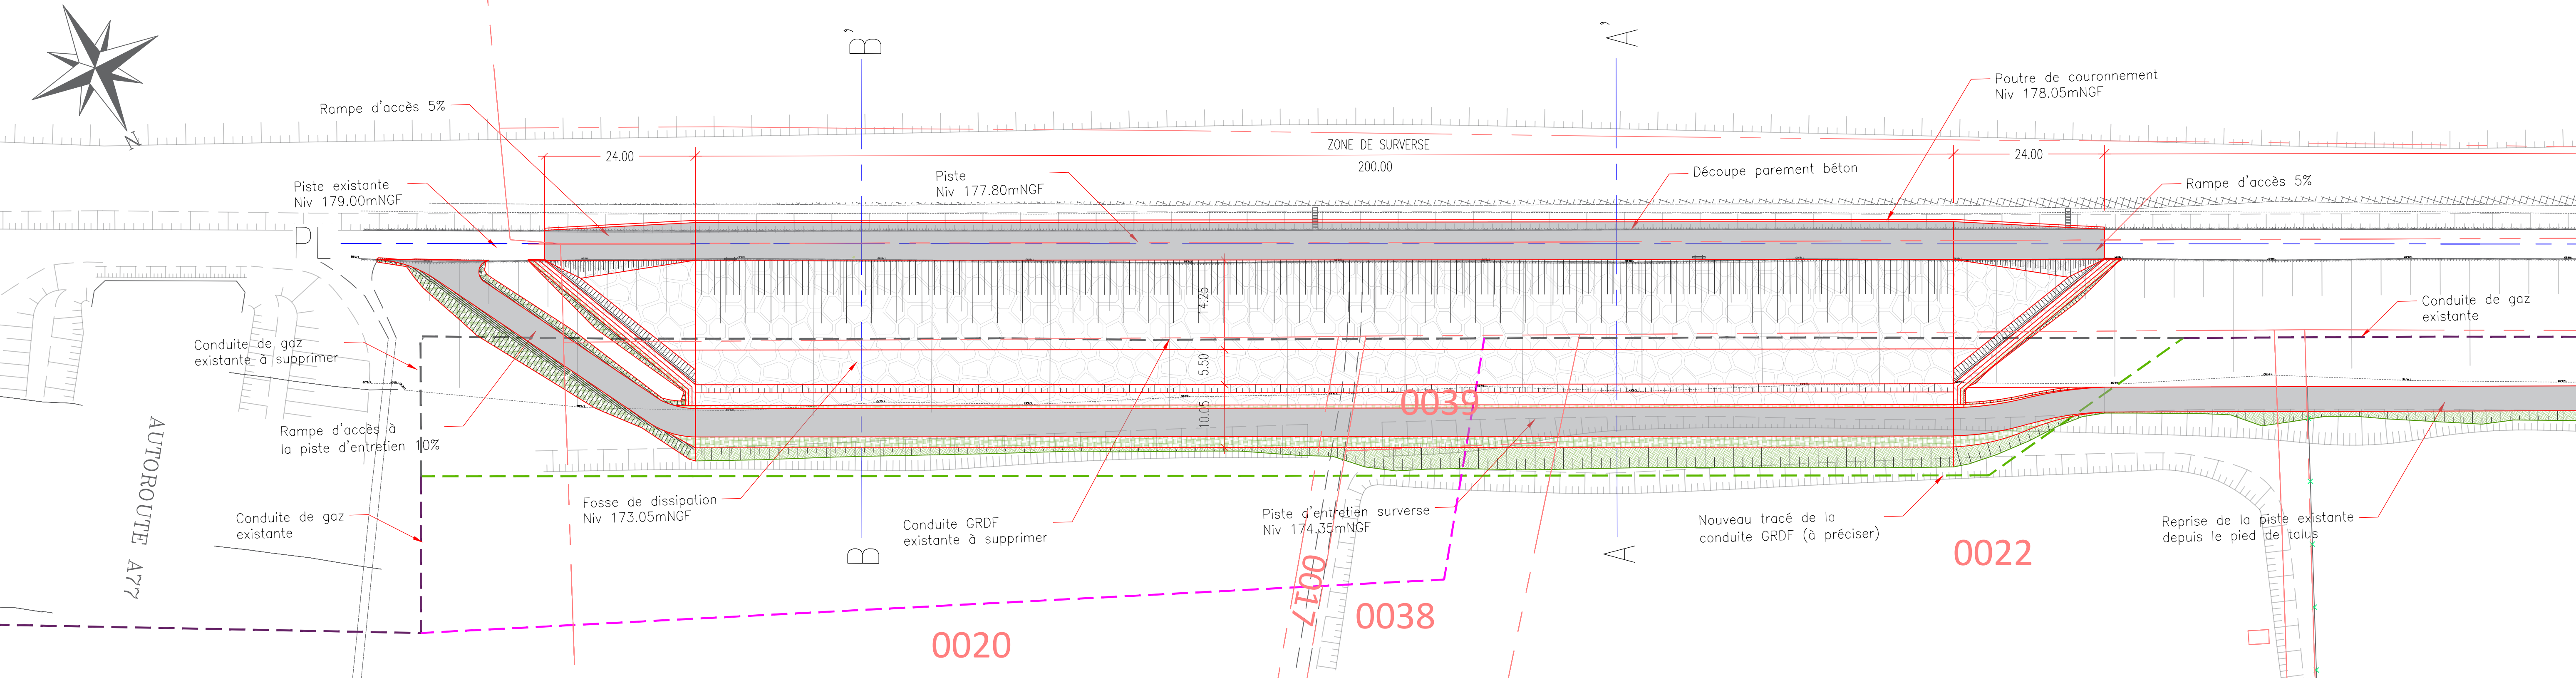 B'
A'
Poutre de couronnement
Niv 178.05mNGF
Rampe d'accès 5%
N
ZONE DE SURVERSE
24.00
200.00
24.00
Piste
Niv 177.80mNGF
Découpe parement béton
Piste existante
Niv 179.00mNGF
Rampe d'accès 5%
PL
14.25
Conduite de gaz
existante
Conduite de gaz
existante à supprimer
5.50
0039
10.05
Rampe d'accès à
la piste d'entretien 10%
AUTOROUTE A77
Fosse de dissipation
Niv 173.05mNGF
Conduite de gaz
existante
Conduite GRDF
existante à supprimer
Piste d'entretien surverse
Niv 174.35mNGF
Nouveau tracé de la
conduite GRDF (à préciser)
Reprise de la piste existante
depuis le pied de talus
B
A
0022
0017
0038
0020